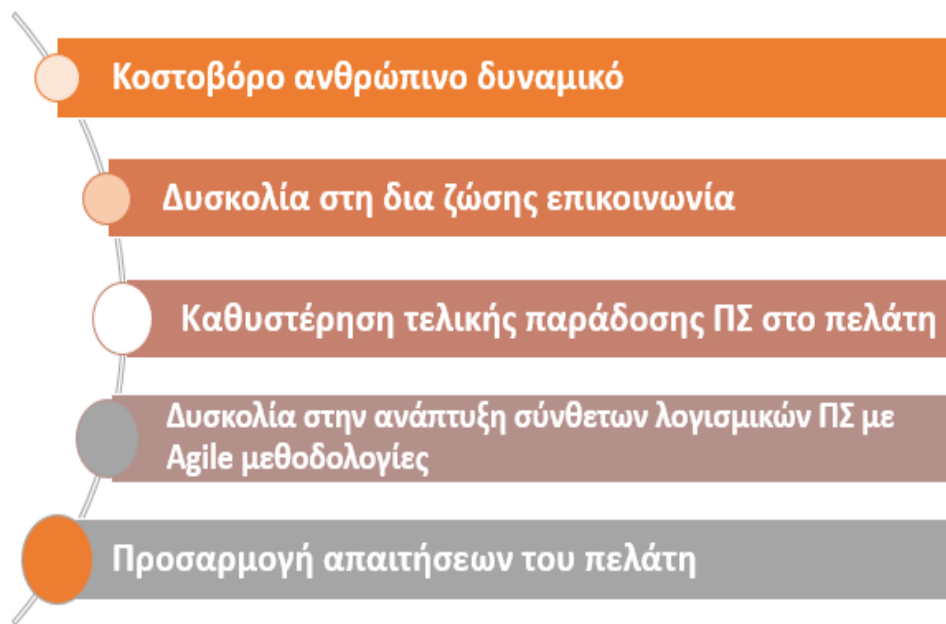 Κοστοβόρο ανθρώπινο δυναμικό
Δυσκολία στη δια ζώσης επικοινωνία
Καθυστέρηση τελικής παράδοσης ΠΣ στο πελάτη
Δυσκολία στην ανάπτυξη σύνθετων λογισμικών ΠΣ με
Agile μεθοδολογίες
Προσαρμογή απαιτήσεων του πελάτη